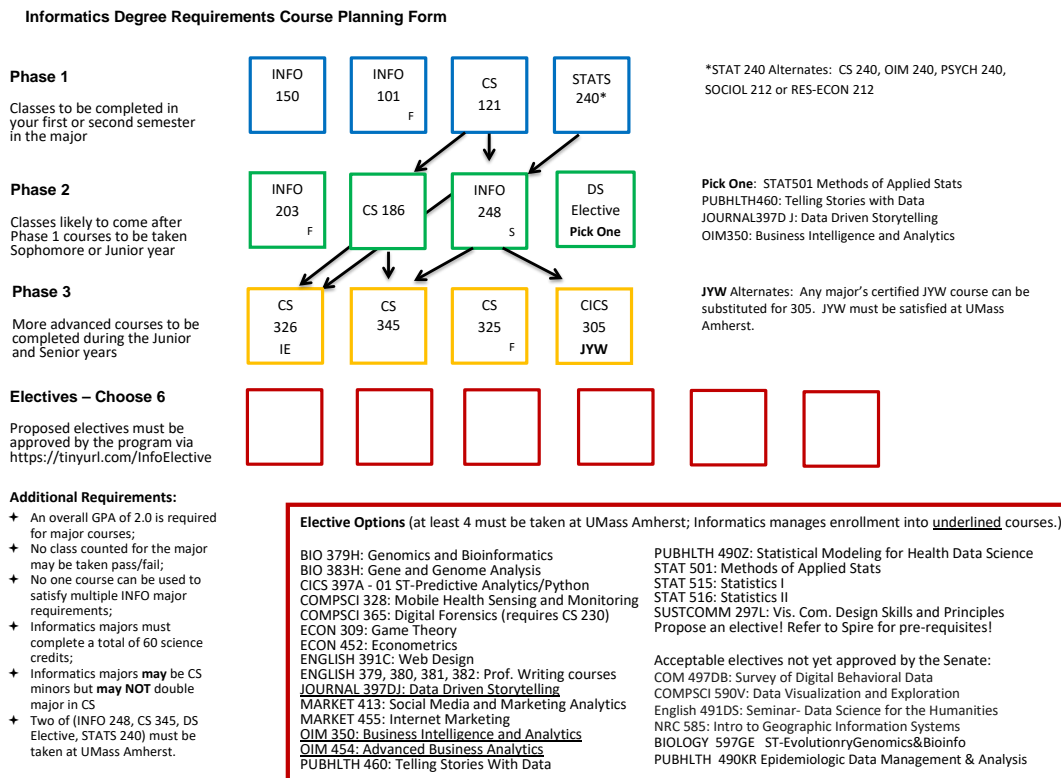 Informatics Degree Requirements Course Planning Form
Phase 1
Classes to be completed in
your first or second semester
in the major
INFO
150
INFO
101
F
CS
121
STATS
240*
*STAT 240 Alternates: CS 240, OIM 240, PSYCH 240,
SOCIOL 212 or RES-ECON 212
Phase 2
Classes likely to come after
Phase 1 courses to be taken
Sophomore or Junior year
INFO
203
F
CS 186
INFO
248
S
DS
Elective
Pick One
Pick One: STAT501 Methods of Applied Stats
PUBHLTH460: Telling Stories with Data
JOURNAL397D J: Data Driven Storytelling
OIM350: Business Intelligence and Analytics
Phase 3
More advanced courses to be
completed during the Junior
and Senior years
CS
326
IE
CS
345
CS
325
F
CICS
305
JYW
JYW Alternates: Any major's certified JYW course can be
substituted for 305. JYW must be satisfied at UMass
Amherst.
Electives – Choose 6
Proposed electives must be
approved by the program via
https://tinyurl.com/InfoElective
Additional Requirements:
An overall GPA of 2.0 is required
for major courses;
No class counted for the major
may be taken pass/fail;
No one course can be used to
satisfy multiple INFO major
requirements;
Informatics majors must
complete a total of 60 science
credits;
Informatics majors may be CS
minors but may NOT double
major in CS
Two of (INFO 248, CS 345, DS
Elective, STATS 240) must be
taken at UMass Amherst.
Elective Options (at least 4 must be taken at UMass Amherst; Informatics manages enrollment into underlined courses.)
BIO 379H: Genomics and Bioinformatics
BIO 383H: Gene and Genome Analysis
CICS 397A - 01 ST-Predictive Analytics/Python
COMPSCI 328: Mobile Health Sensing and Monitoring
COMPSCI 365: Digital Forensics (requires CS 230)
ECON 309: Game Theory
ECON 452: Econometrics
ENGLISH 391C: Web Design
ENGLISH 379, 380, 381, 382: Prof. Writing courses
JOURNAL 397DJ: Data Driven Storytelling
MARKET 413: Social Media and Marketing Analytics
MARKET 455: Internet Marketing
OIM 350: Business Intelligence and Analytics
OIM 454: Advanced Business Analytics
PUBHLTH 460: Telling Stories With Data
PUBHLTH 490Z: Statistical Modeling for Health Data Science
STAT 501: Methods of Applied Stats
STAT 515: Statistics I
STAT 516: Statistics II
SUSTCOMM 297L: Vis. Com. Design Skills and Principles
Propose an elective! Refer to Spire for pre-requisites!
Acceptable electives not yet approved by the Senate:
COM 497DB: Survey of Digital Behavioral Data
COMPSCI 590V: Data Visualization and Exploration
English 491DS: Seminar- Data Science for the Humanities
NRC 585: Intro to Geographic Information Systems
BIOLOGY 597GE ST-EvolutionryGenomics&Bioinfo
PUBHLTH 490KR Epidemiologic Data Management & Analysis